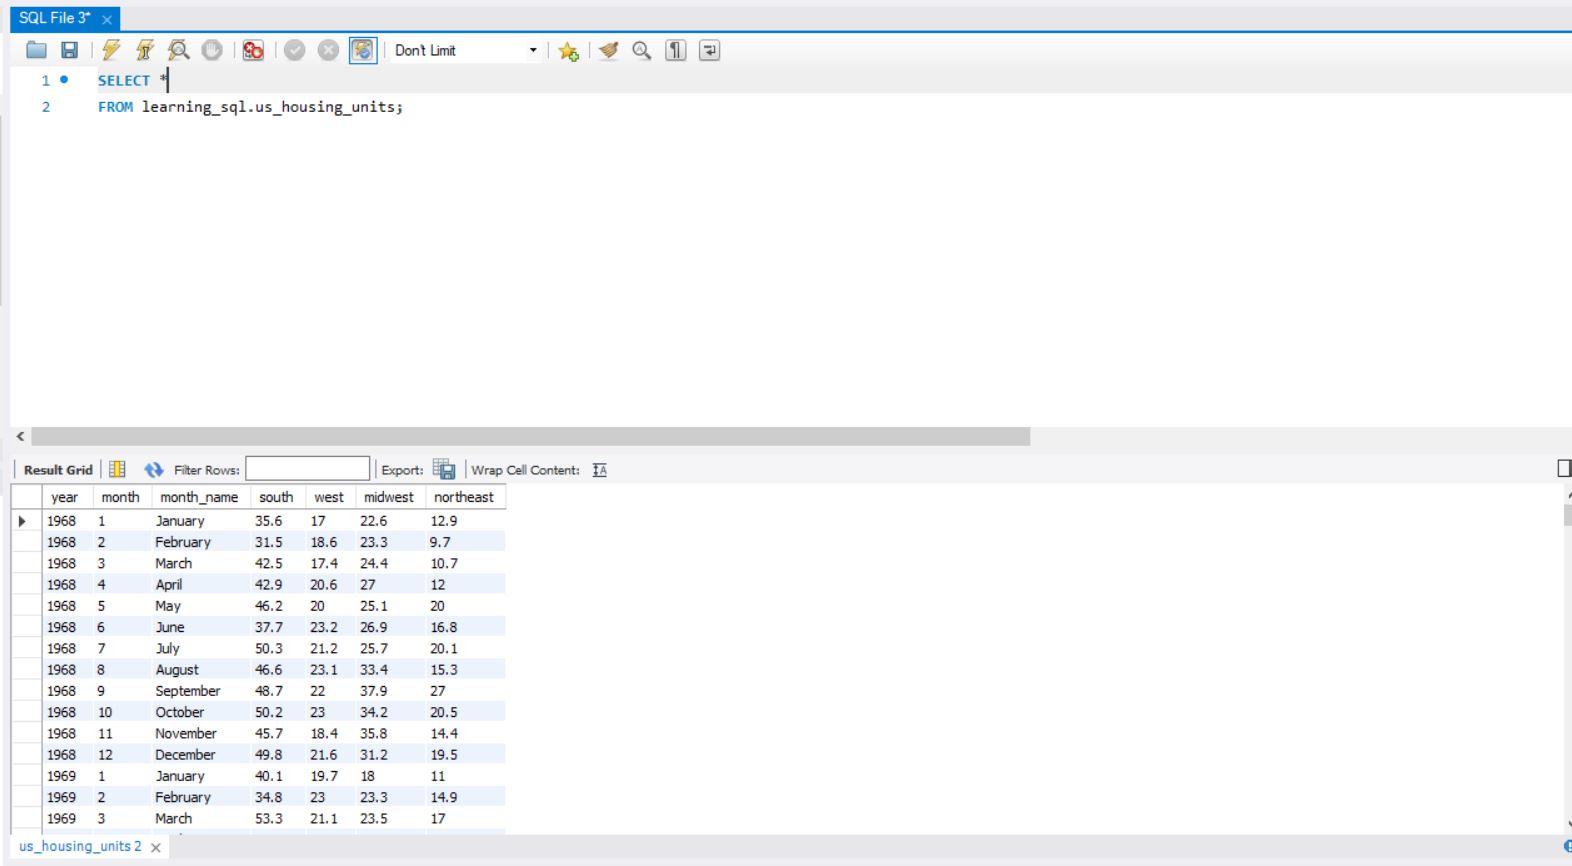 SQL File 3*
Don't Limit
1 SELECT *
2 FROM learning_sql.us_housing_units;
Result Grid Filter Rows: Export: Wrap Cell Content:
year month month_name south west midwest northeast
1968 1 January 35.6 17 22.6 12.9
1968 2 February 31.5 18.6 23.3 9.7
1968 3 March 42.5 17.4 24.4 10.7
1968 4 April 42.9 20.6 27 12
1968 5 May 46.2 20 25.1 20
1968 6 June 37.7 23.2 26.9 16.8
1968 7 July 50.3 21.2 25.7 20.1
1968 8 August 46.6 23.1 33.4 15.3
1968 9 September 48.7 22 37.9 27
1968 10 October 50.2 23 34.2 20.5
1968 11 November 45.7 18.4 35.8 14.4
1968 12 December 49.8 21.6 31.2 19.5
1969 1 January 40.1 19.7 18 11
1969 2 February 34.8 23 23.3 14.9
1969 3 March 53.3 21.1 23.5 17
us_housing_units 2